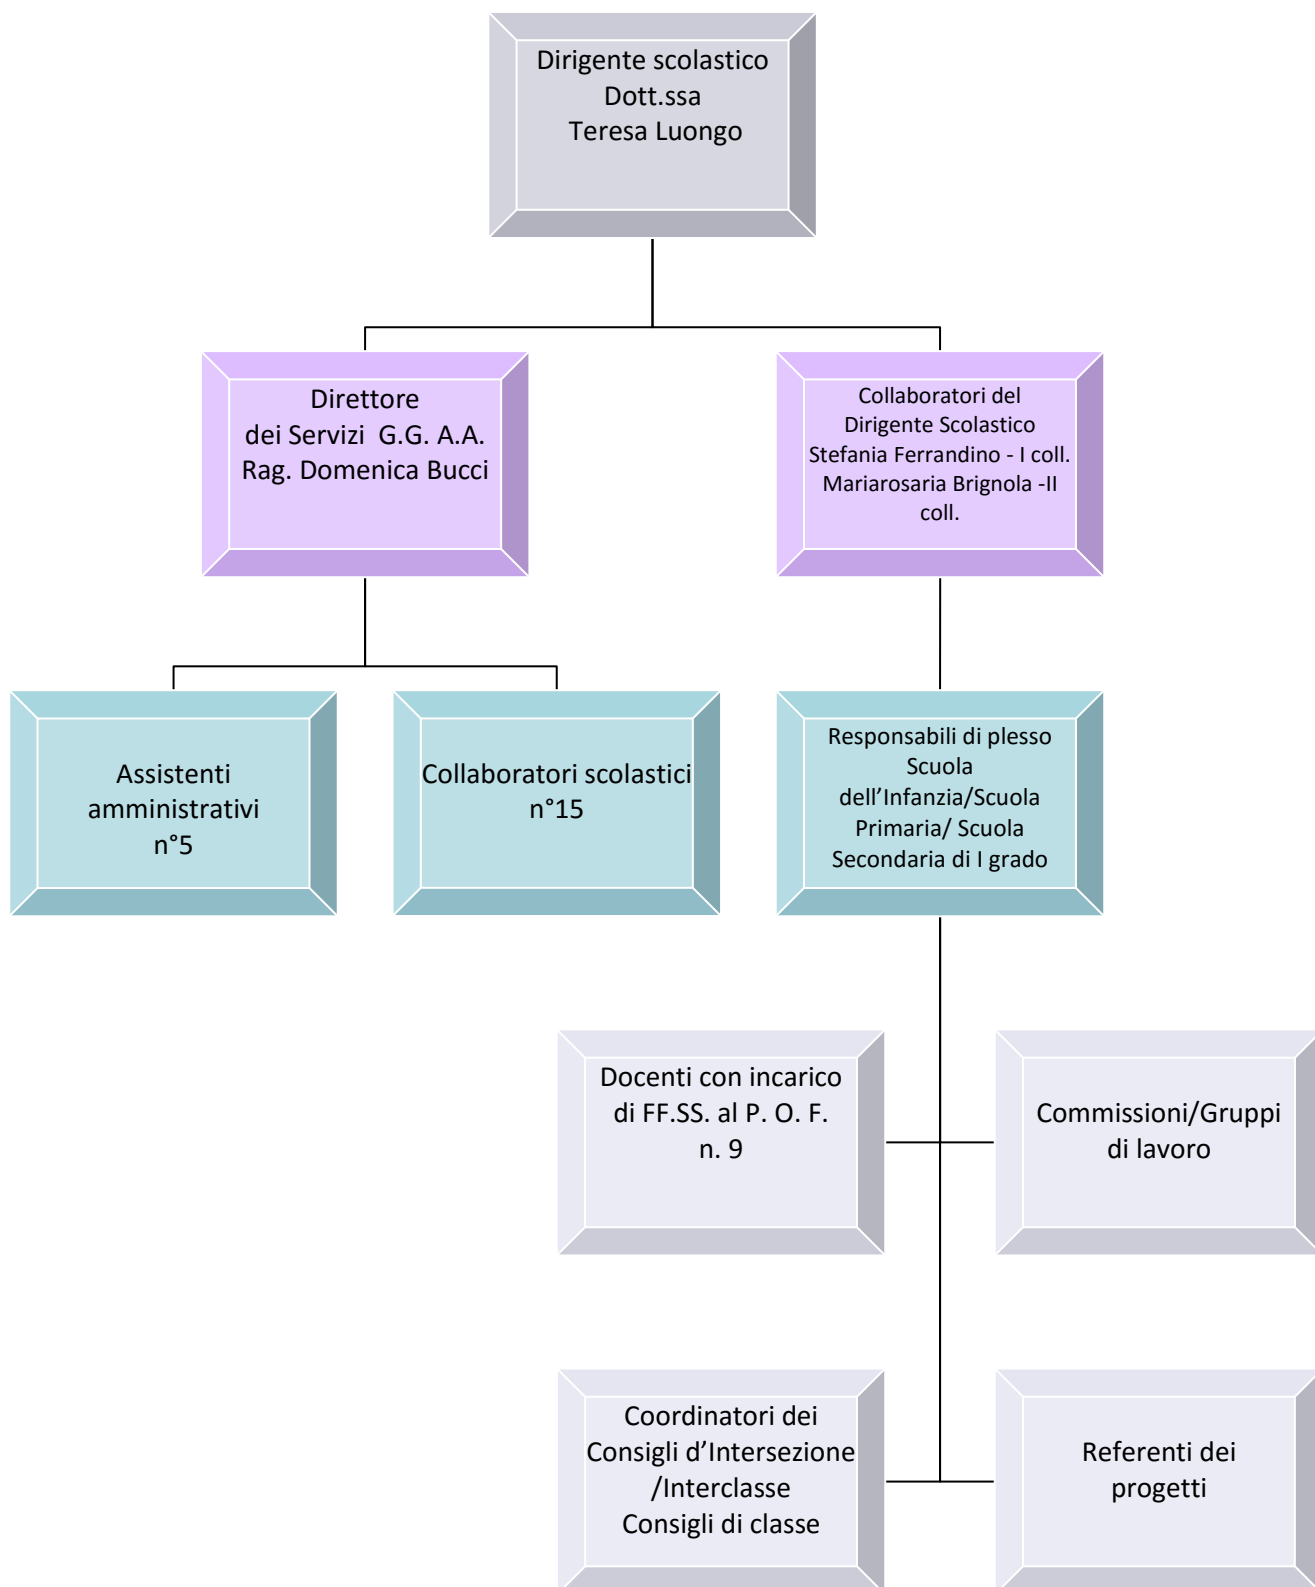 Dirigente scolastico
Dott.ssa
Teresa Luongo
Direttore
dei Servizi G.G. A.A.
Rag. Domenica Bucci
Collaboratori del
Dirigente Scolastico
Stefania Ferrandino - I coll.
Mariarosaria Brignola -II
coll.
Assistenti
amministrativi
n°5
Collaboratori scolastici
n°15
Responsabili di plesso
Scuola
dell’Infanzia/Scuola
Primaria/ Scuola
Secondaria di I grado
Docenti con incarico
di FF.SS. al P. O. F.
n. 9
Commissioni/Gruppi
di lavoro
Coordinatori dei
Consigli d’Intersezione
/Interclasse
Consigli di classe
Referenti dei
progetti